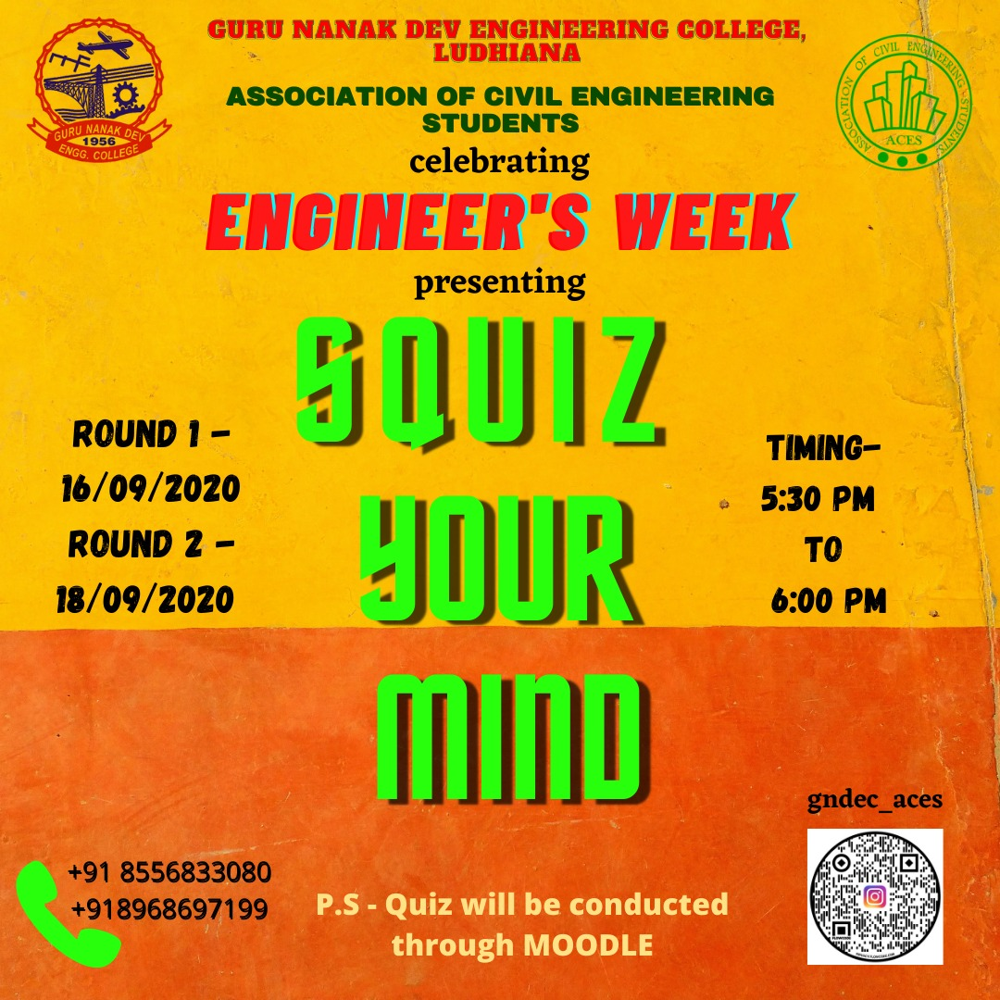 GURU NANAK DEV ENGINEERING COLLEGE,
LUDHIANA
ASSOCIATION OF CIVIL ENGINEERING
STUDENTS
celebrating
ENGINEER'S WEEK
presenting
SQUIZ
YOUR
MIND
ROUND 1 –
16/09/2020
ROUND 2 –
18/09/2020
TIMING–
5:30 PM
TO
6:00 PM
gndec_aces
+91 8556833080
+918968697199
P.S - Quiz will be conducted
through MOODLE
GURU NANAK DEV
1956
ENGG. COLLEGE
ASSOCIATION OF CIVIL ENGINEERING STUDENTS
ACES